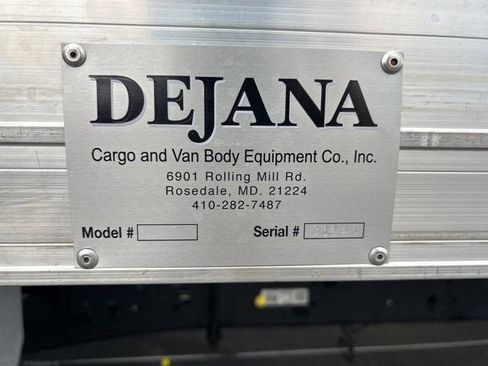 DEJANA
Cargo and Van Body Equipment Co., Inc.
6901 Rolling Mill Rd.
Rosedale, MD. 21224
410-282-7487
Model # Serial #